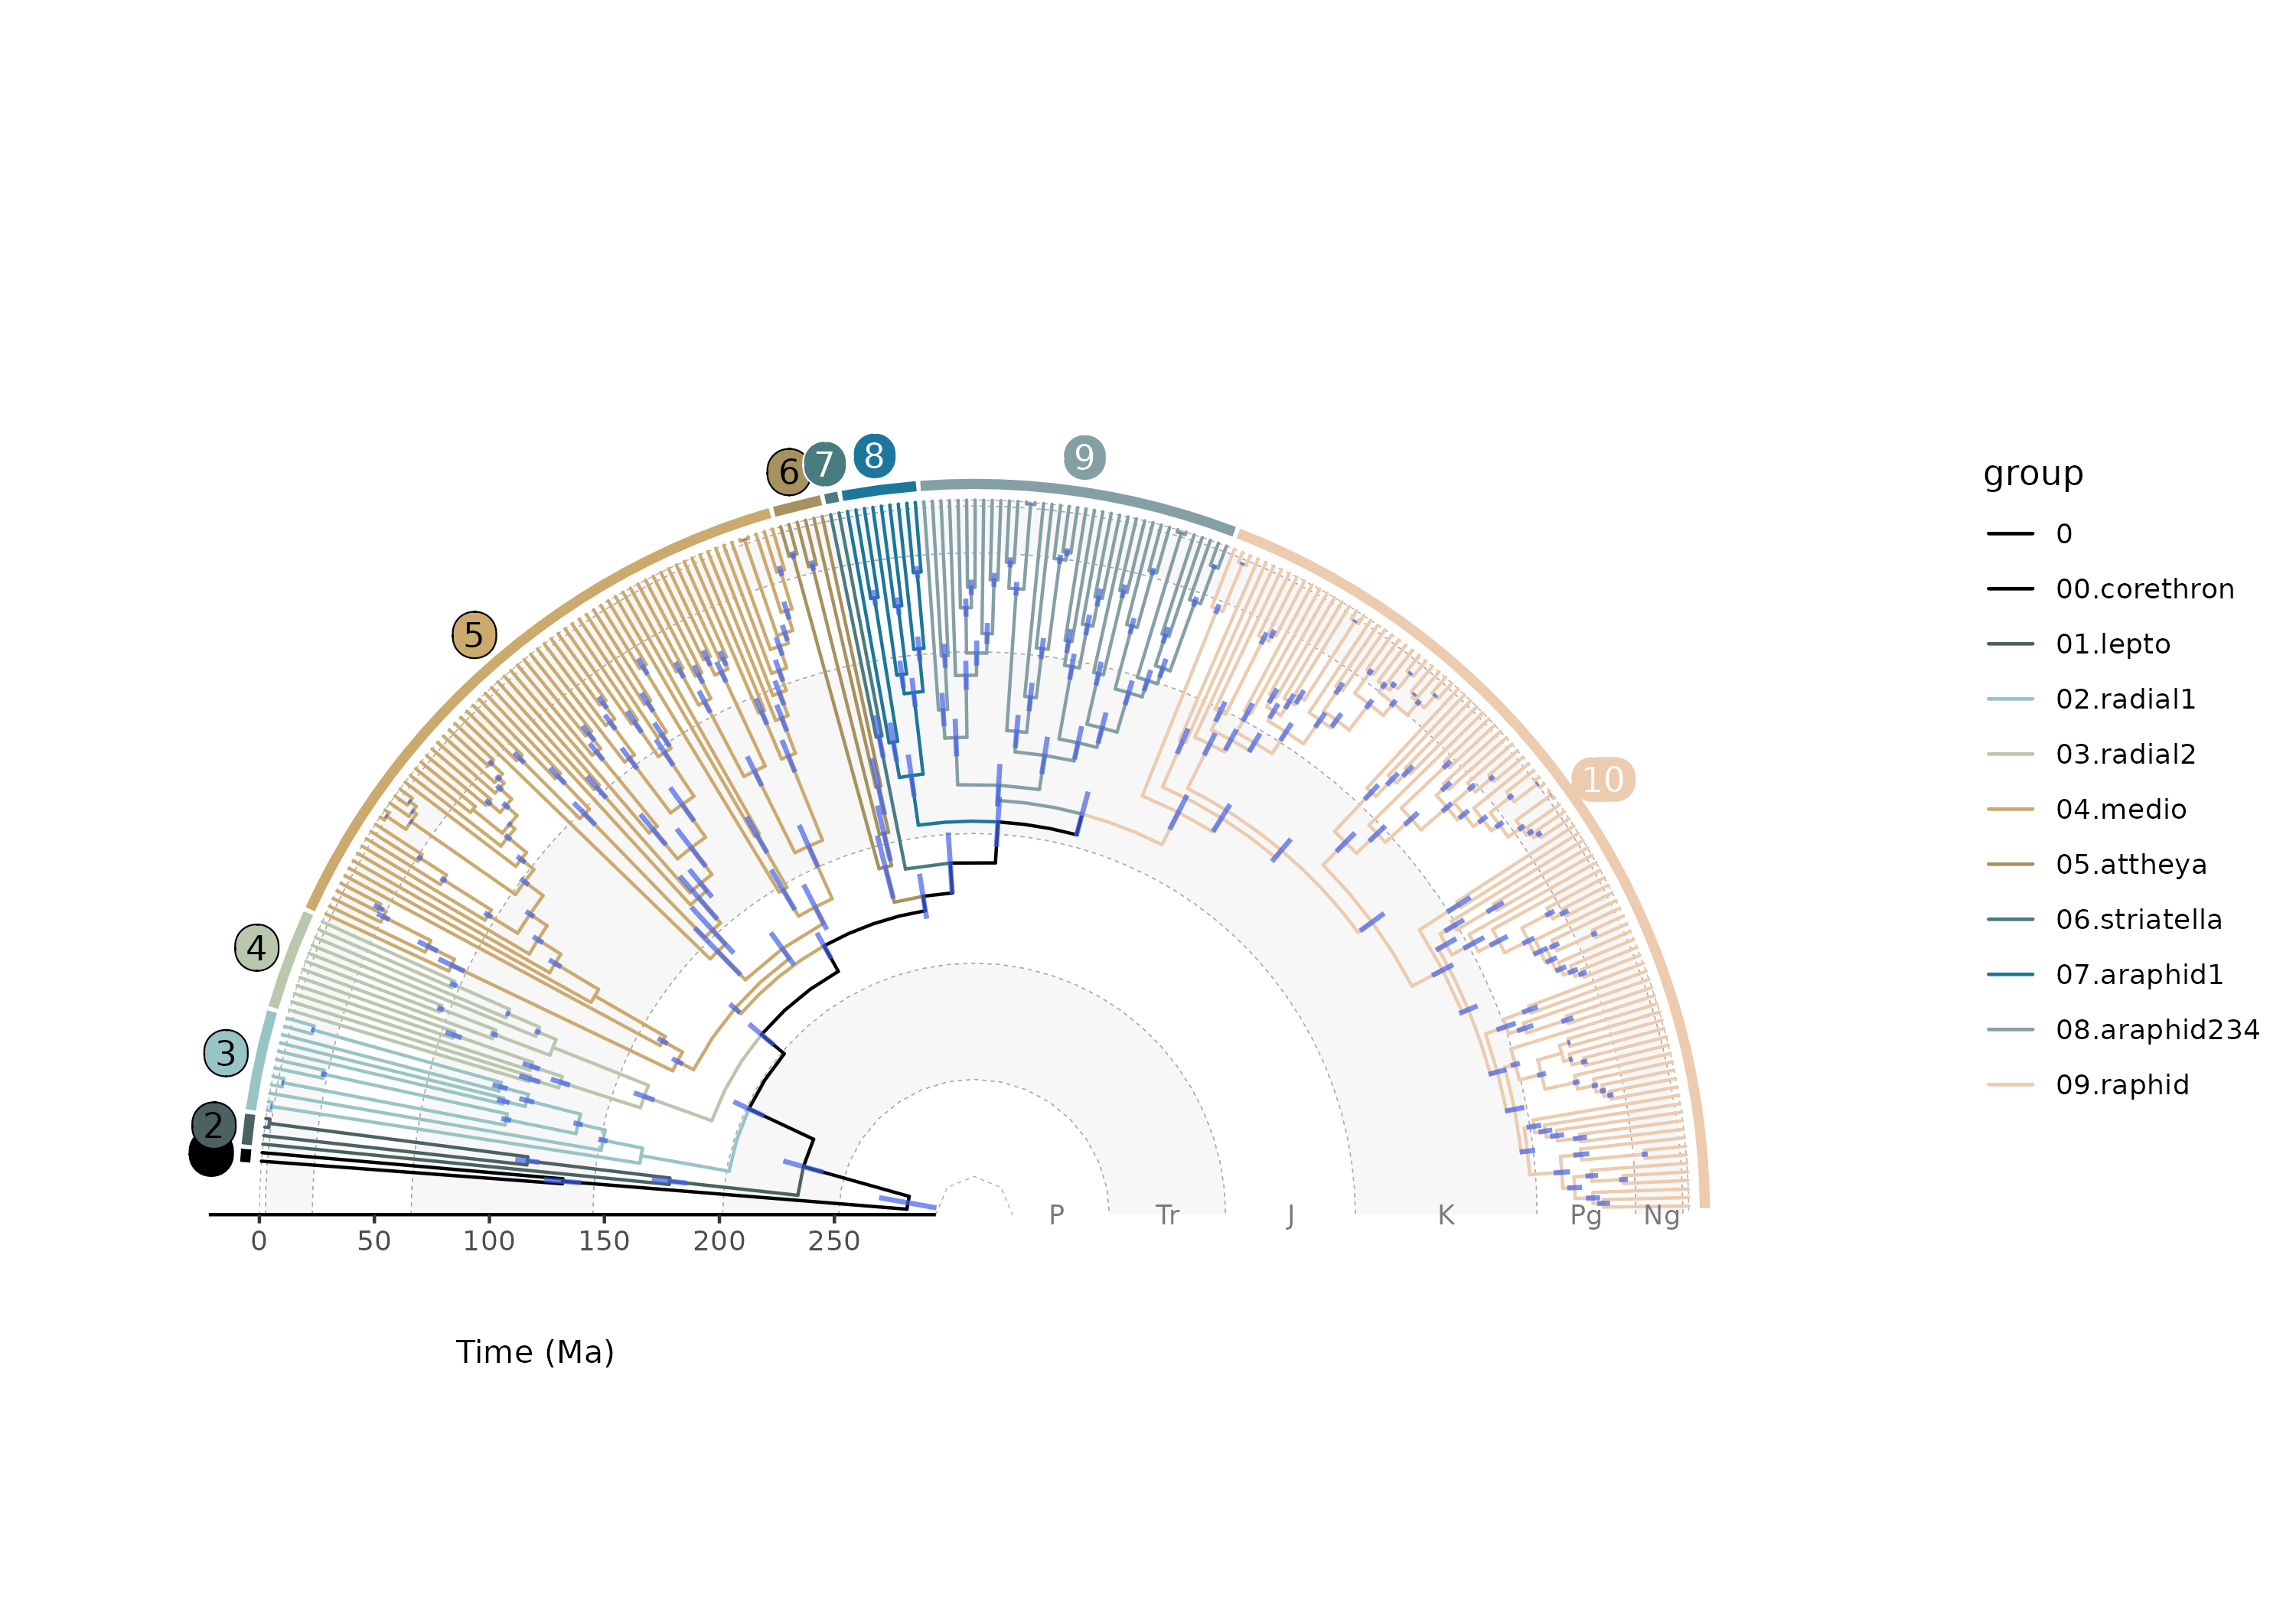 6
7
8
9
5
10
4
3
2
P
Tr
J
K
Pg
Ng
0
50
100
150
200
250
Time (Ma)
group
0
00.corethron
01.lepto
02.radial1
03.radial2
04.medio
05.attheya
06.striatella
07.araphid1
08.araphid234
09.raphid